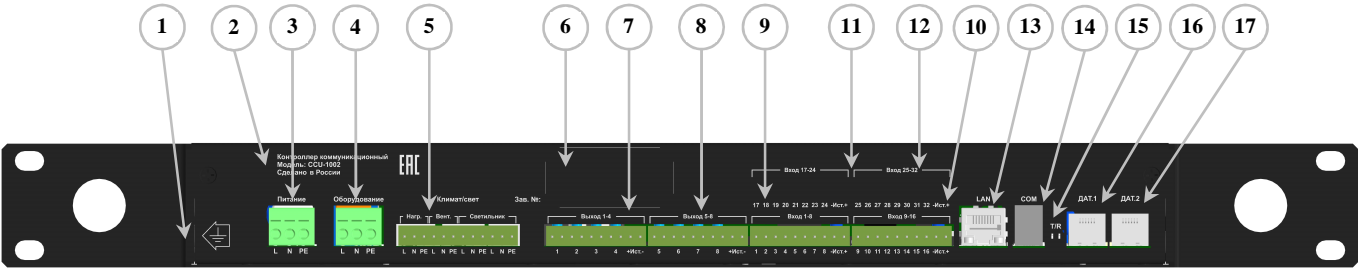 1 2 3 4 5 6 7 8 9 11 12 10 13 14 15 16 17
Контроллер коммуникационный
Модель: CCU-1002
Сделано в России
EAC
Вход 17-24 Вход 25-32
Питание Оборудование Климат/свет Зав. №:
17 18 19 20 21 22 23 24 -Ист.+ 25 26 27 28 29 30 31 32 -Ист.+
LAN COM ДАТ.1 ДАТ.2
Нагр. Вент. Светильник Выход 1-4 Выход 5-8 Вход 1-8 Вход 9-16
T/R
L N PE L N PE L N PE L N PE L N PE L N PE 1 2 3 4 +Ист.- 5 6 7 8 +Ист.- 1 2 3 4 5 6 7 8 -Ист.+ 9 10 11 12 13 14 15 16 -Ист.+